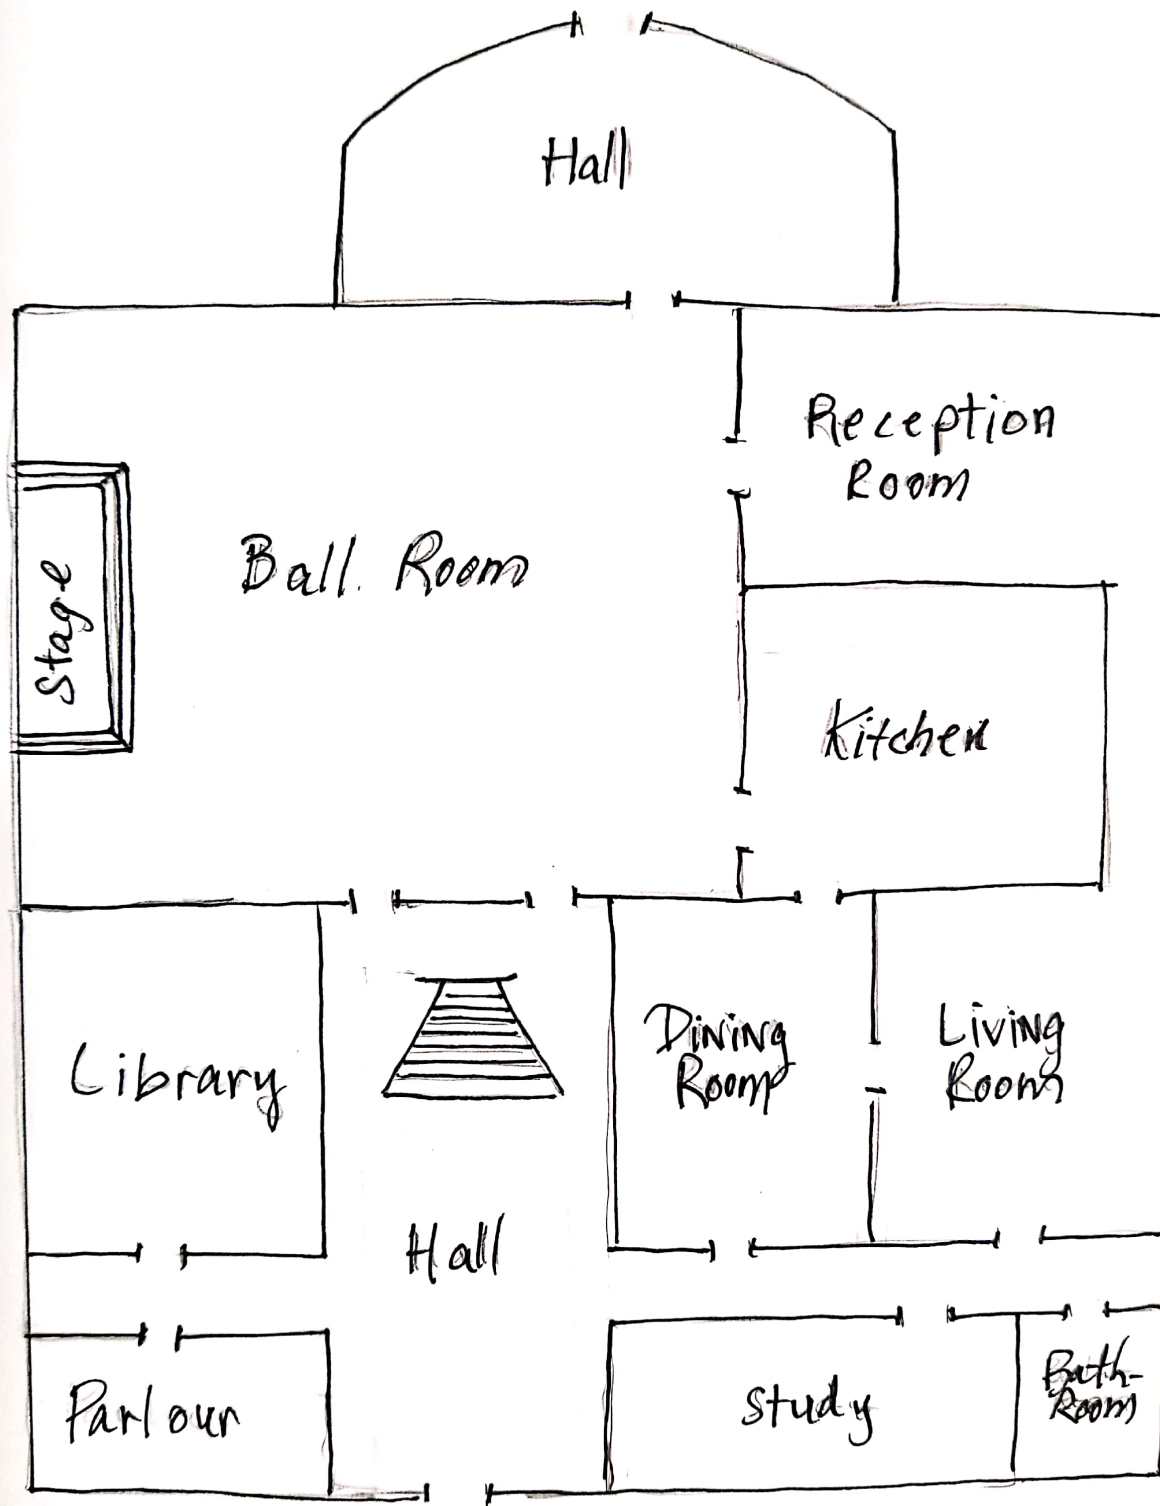 Hall
Reception
Room
Ball. Room
Stage
Kitchen
Dining
Room
Living
Room
Library
Hall
Bath-
Room
Parlour
Study